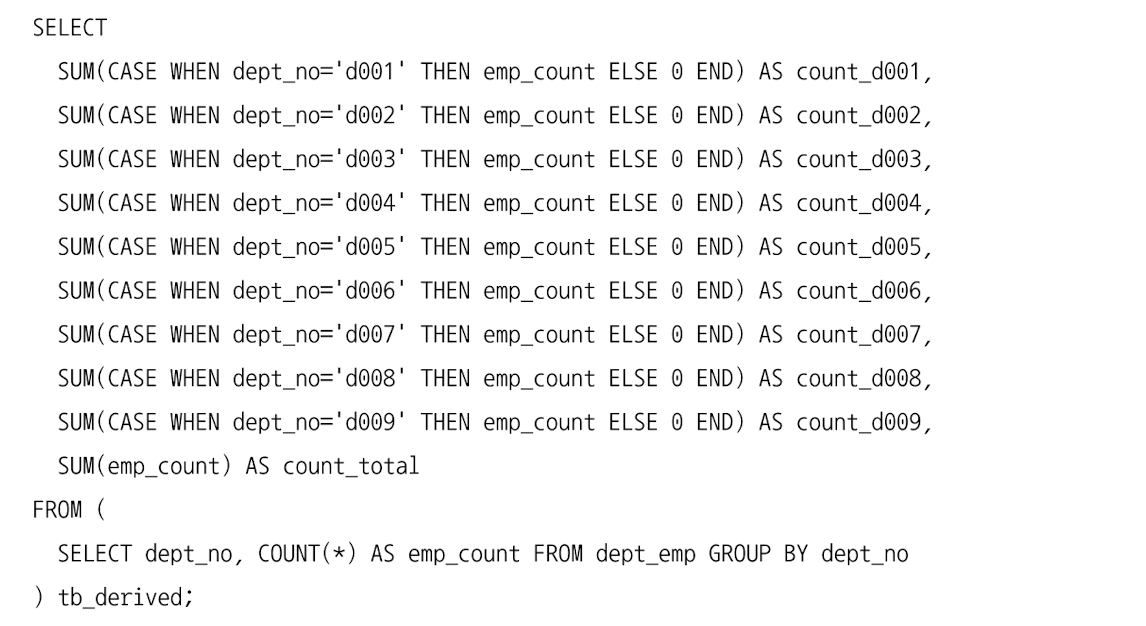 SELECT
  SUM(CASE WHEN dept_no='d001' THEN emp_count ELSE 0 END) AS count_d001,
  SUM(CASE WHEN dept_no='d002' THEN emp_count ELSE 0 END) AS count_d002,
  SUM(CASE WHEN dept_no='d003' THEN emp_count ELSE 0 END) AS count_d003,
  SUM(CASE WHEN dept_no='d004' THEN emp_count ELSE 0 END) AS count_d004,
  SUM(CASE WHEN dept_no='d005' THEN emp_count ELSE 0 END) AS count_d005,
  SUM(CASE WHEN dept_no='d006' THEN emp_count ELSE 0 END) AS count_d006,
  SUM(CASE WHEN dept_no='d007' THEN emp_count ELSE 0 END) AS count_d007,
  SUM(CASE WHEN dept_no='d008' THEN emp_count ELSE 0 END) AS count_d008,
  SUM(CASE WHEN dept_no='d009' THEN emp_count ELSE 0 END) AS count_d009,
  SUM(emp_count) AS count_total
FROM (
  SELECT dept_no, COUNT(*) AS emp_count FROM dept_emp GROUP BY dept_no
) tb_derived;